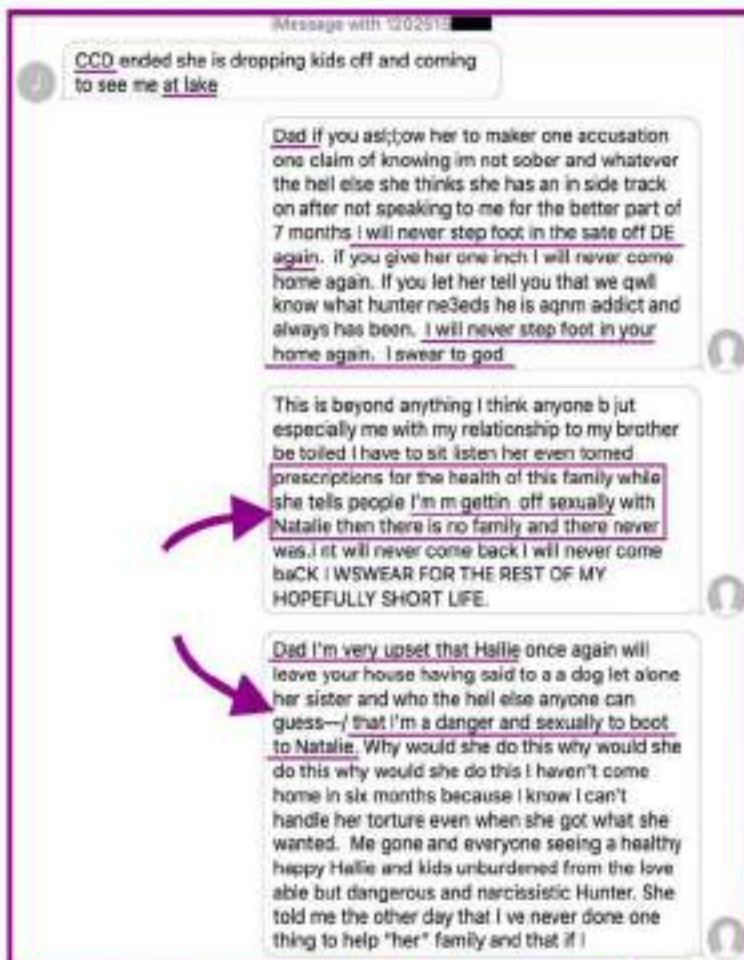 iMessage with 1202615
CCD ended she is dropping kids off and coming
to see me at lake
Dad if you asl;t;ow her to maker one accusation
one claim of knowing im not sober and whatever
the hell else she thinks she has an in side track
on after not speaking to me for the better part of
7 months I will never step foot in the sate off DE
again. if you give her one inch I will never come
home again. If you let her tell you that we qwll
know what hunter ne3eds he is aqnm addict and
always has been. I will never step foot in your
home again. I swear to god
This is beyond anything I think anyone b jut
especially me with my relationship to my brother
be toiled I have to sit listen her even torned
prescriptions for the health of this family while
she tells people I'm m gettin off sexually with
Natalie then there is no family and there never
was.i nt will never come back I will never come
baCK I WSWEAR FOR THE REST OF MY
HOPEFULLY SHORT LIFE.
Dad I'm very upset that Hallie once again will
leave your house having said to a a dog let alone
her sister and who the hell else anyone can
guess—/ that I'm a danger and sexually to boot
to Natalie. Why would she do this why would she
do this why would she do this I haven't come
home in six months because I know I can't
handle her torture even when she got what she
wanted. Me gone and everyone seeing a healthy
happy Hallie and kids unburdened from the love
able but dangerous and narcissistic Hunter. She
told me the other day that I ve never done one
thing to help "her" family and that if I